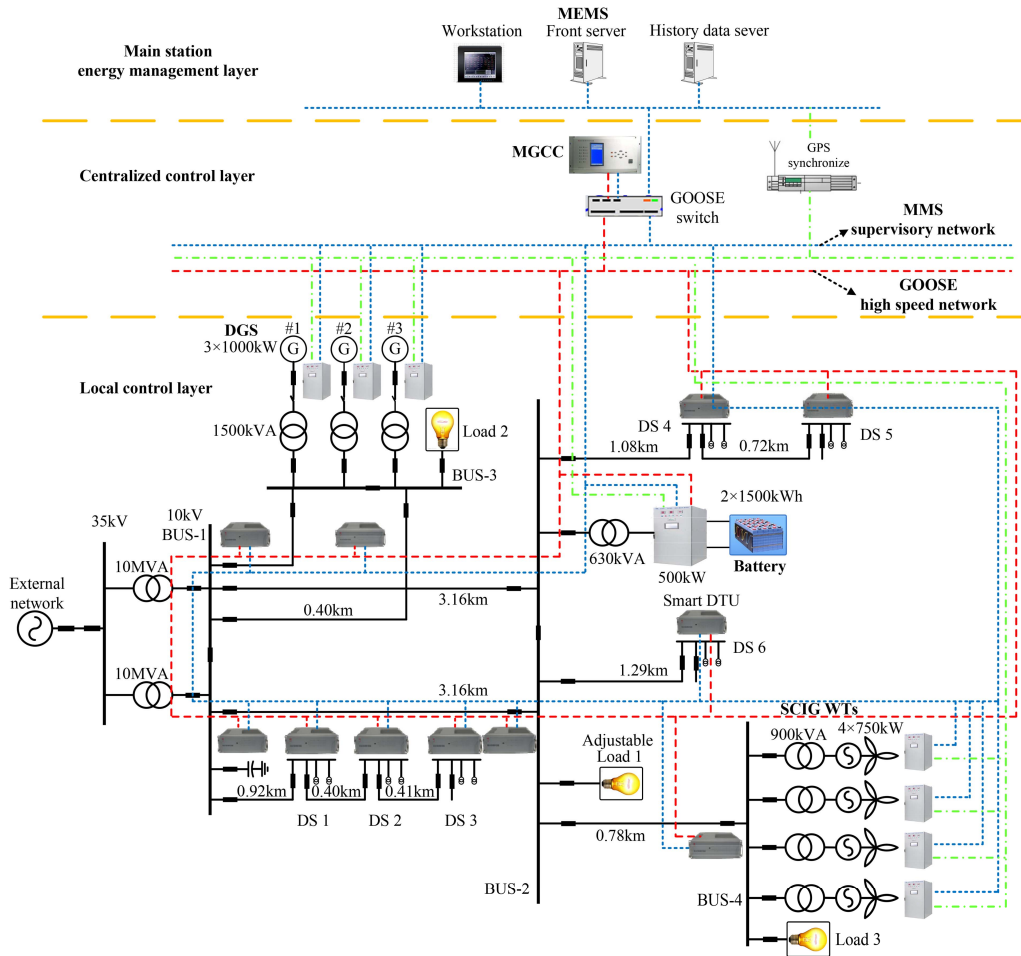 MEMS
Workstation
Front server
History data sever
Main station
energy management layer
MGCC
GPS
synchronize
Centralized control layer
GOOSE
switch
MMS
supervisory network
GOOSE
high speed network
DGS
3×1000kW
#1
#2
#3
G
G
G
Local control layer
1500kVA
Load 2
BUS-3
DS 4
DS 5
1.08km
0.72km
35kV
10kV
BUS-1
2×1500kWh
630kVA
500kW
Battery
10MVA
External
network
3.16km
0.40km
Smart DTU
DS 6
1.29km
10MVA
3.16km
SCIG WTs
900kVA
4×750kW
Adjustable
Load 1
0.92km
0.40km
0.41km
DS 1
DS 2
DS 3
0.78km
BUS-2
BUS-4
Load 3